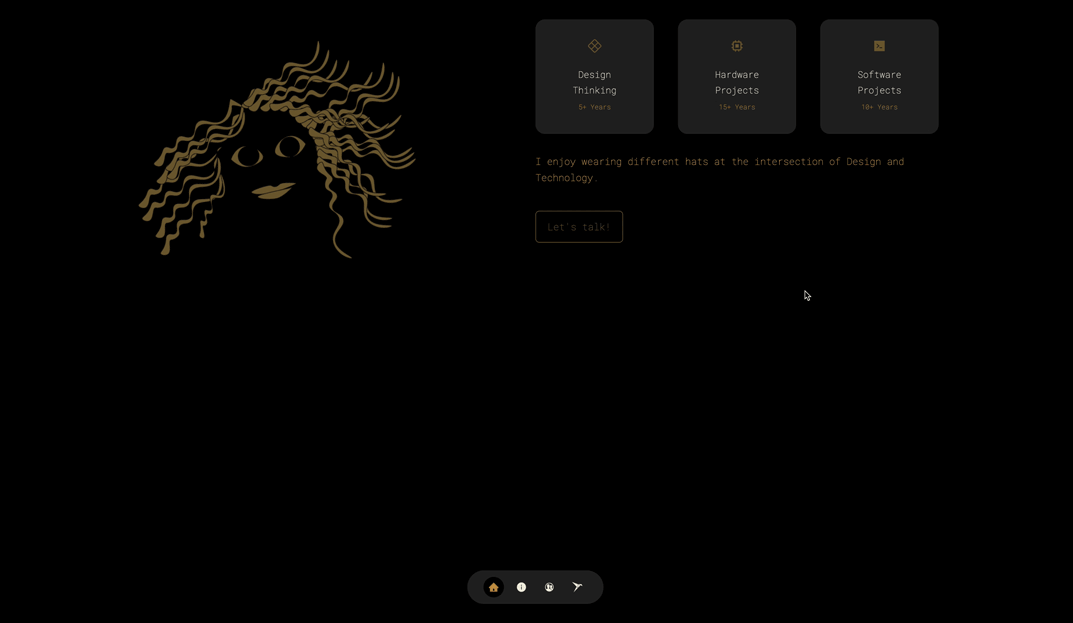 Design
Thinking
5+ Years
Hardware
Projects
15+ Years
Software
Projects
10+ Years
I enjoy wearing different hats at the intersection of Design and
Technology.
Let's talk!